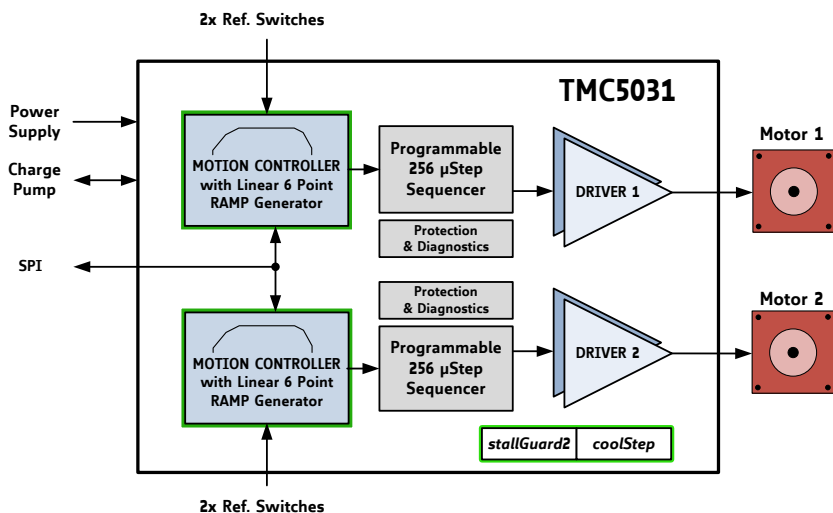 2x Ref. Switches
TMC5031
Power
Supply
Charge
Pump
SPI
MOTION CONTROLLER
with Linear 6 Point
RAMP Generator
Programmable
256 µStep
Sequencer
Protection
& Diagnostics
DRIVER 1
Motor 1
MOTION CONTROLLER
with Linear 6 Point
RAMP Generator
Protection
& Diagnostics
Programmable
256 µStep
Sequencer
DRIVER 2
Motor 2
stallGuard2 coolStep
2x Ref. Switches